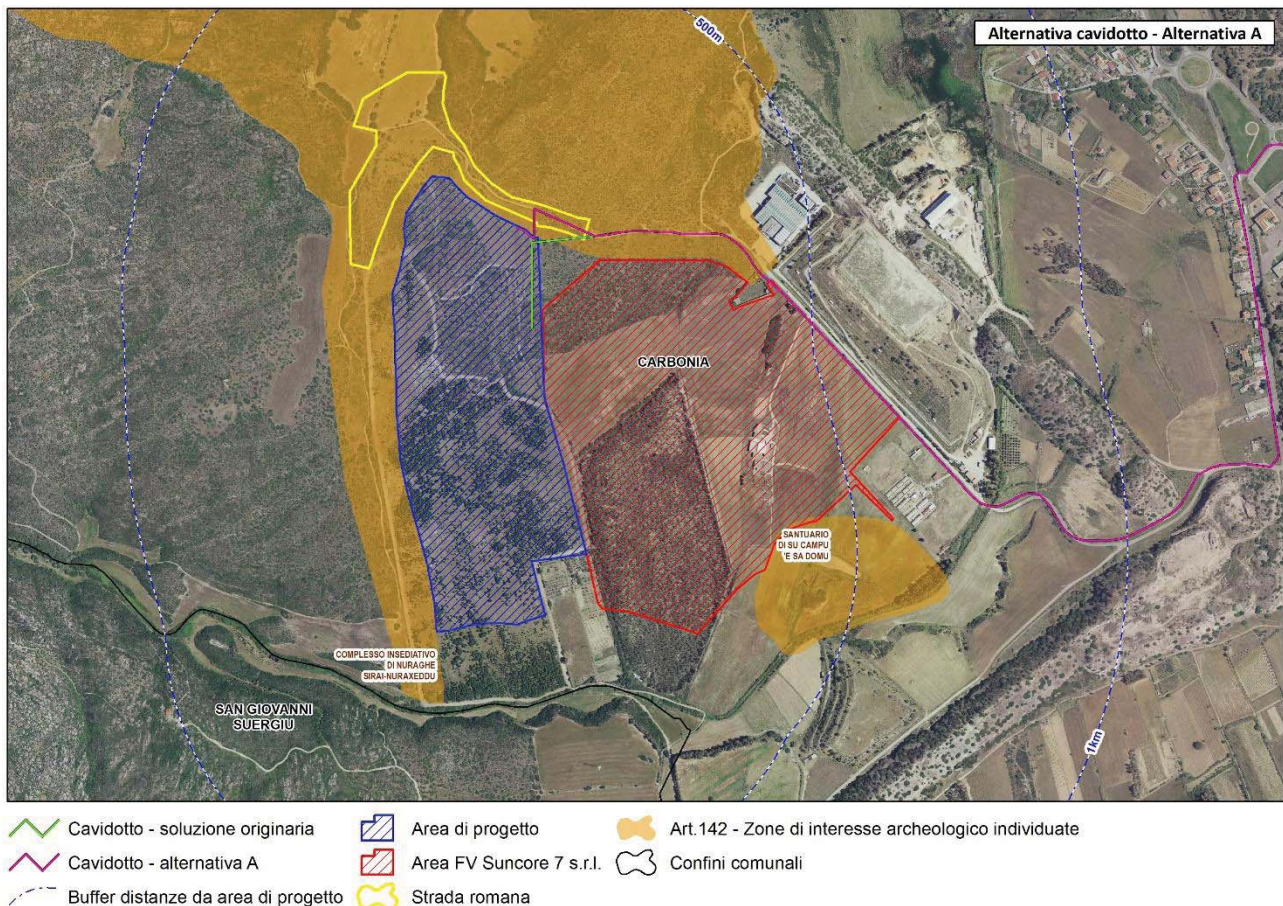 Alternativa cavidotto - Alternativa A
500m
CARBONIA
SANTUARIO
DI SU CAMPU
'E SA DOMU
COMPLESSO INSEDIATIVO
DI NURAGHE
SIRAI-NURAXEDDU
SAN GIOVANNI
SUERGIU
1km
Cavidotto - soluzione originaria
Area di progetto
Art.142 - Zone di interesse archeologico individuate
Cavidotto - alternativa A
Area FV Suncore 7 s.r.l.
Confini comunali
Buffer distanze da area di progetto
Strada romana